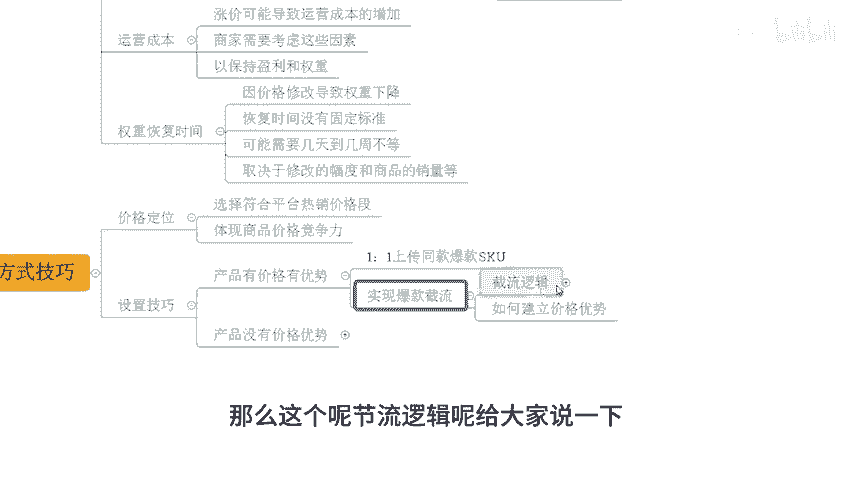 bilibili
涨价可能导致运营成本的增加
运营成本
商家需要考虑这些因素
以保持盈利和权重
因价格修改导致权重下降
恢复时间没有固定标准
权重恢复时间
可能需要几天到几周不等
取决于修改的幅度和商品的销量等
选择符合平台热销价格段
价格定位
体现商品价格竞争力
1：1上传同款爆款SKU
方式技巧
产品有价格有优势
截流逻辑
实现爆款截流
设置技巧
如何建立价格优势
产品没有价格优势
那么这个呢节流逻辑呢给大家说一下